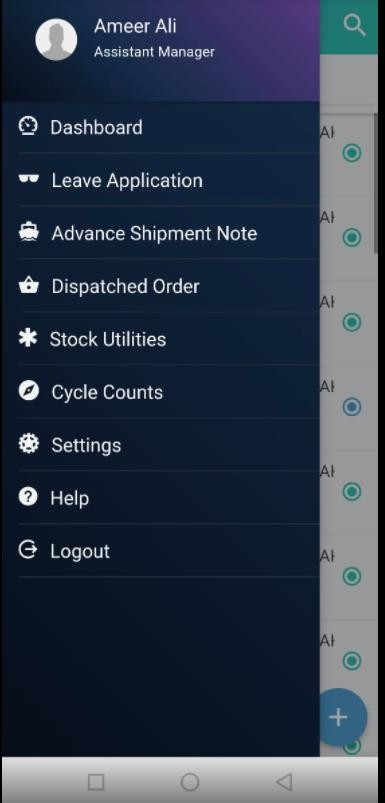 Ameer Ali
Assistant Manager
Dashboard
Leave Application
Advance Shipment Note
Dispatched Order
Stock Utilities
Cycle Counts
Settings
Help
Logout